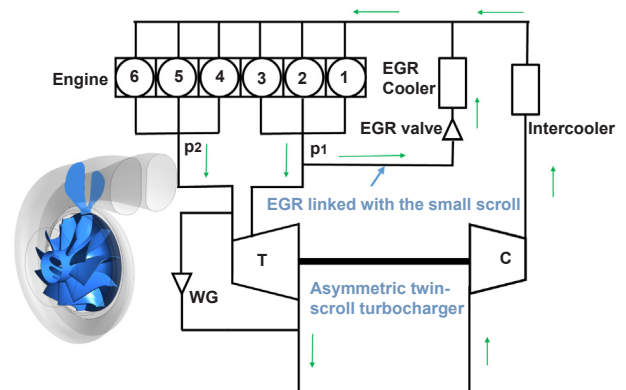 Engine
6 5 4 3 2 1
EGR
Cooler
EGR valve
Intercooler
p2
p1
EGR linked with the small scroll
T
C
WG
Asymmetric twin-
scroll turbocharger